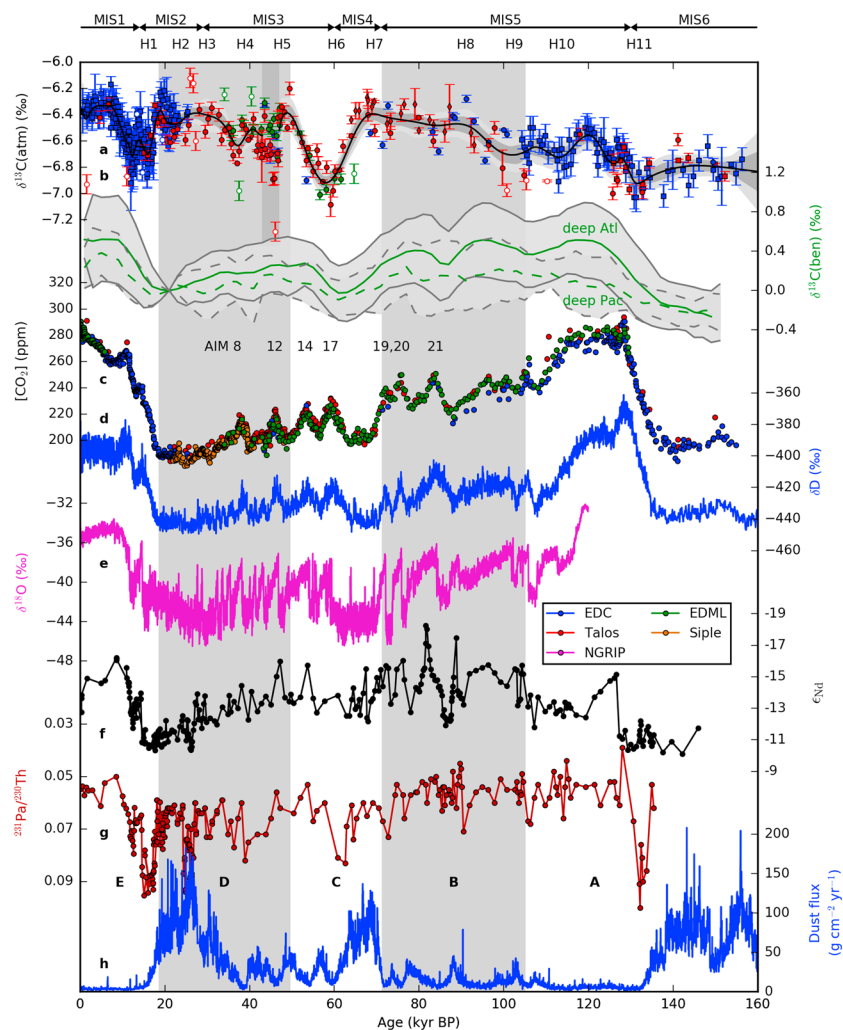 MIS1 MIS2 MIS3 MIS4 MIS5 MIS6
H1 H2 H3 H4 H5 H6 H7 H8 H9 H10 H11
−6.0
−6.2
−6.4
−6.6
−6.8
−7.0
−7.2
δ¹³C(atm) (‰)
a
b
1.2
0.8
0.4
0.0
−0.4
δ¹³C(ben) (‰)
deep Atl
deep Pac
320
300
280
260
240
220
200
[CO₂] (ppm)
AIM 8 12 14 17 19,20 21
c
d
−360
−380
−400
−420
−440
−460
δD (‰)
−32
−36
−40
−44
−48
δ¹⁸O (‰)
e
EDC EDML
Talos Siple
NGRIP
-19
-17
-15
-13
-11
-9
ϵNd
f
0.03
0.05
0.07
0.09
²³¹Pa/²³⁰Th
g
E D C B A
200
150
100
50
0
Dust flux
(g cm⁻² yr⁻¹)
h
0 20 40 60 80 100 120 140 160
Age (kyr BP)